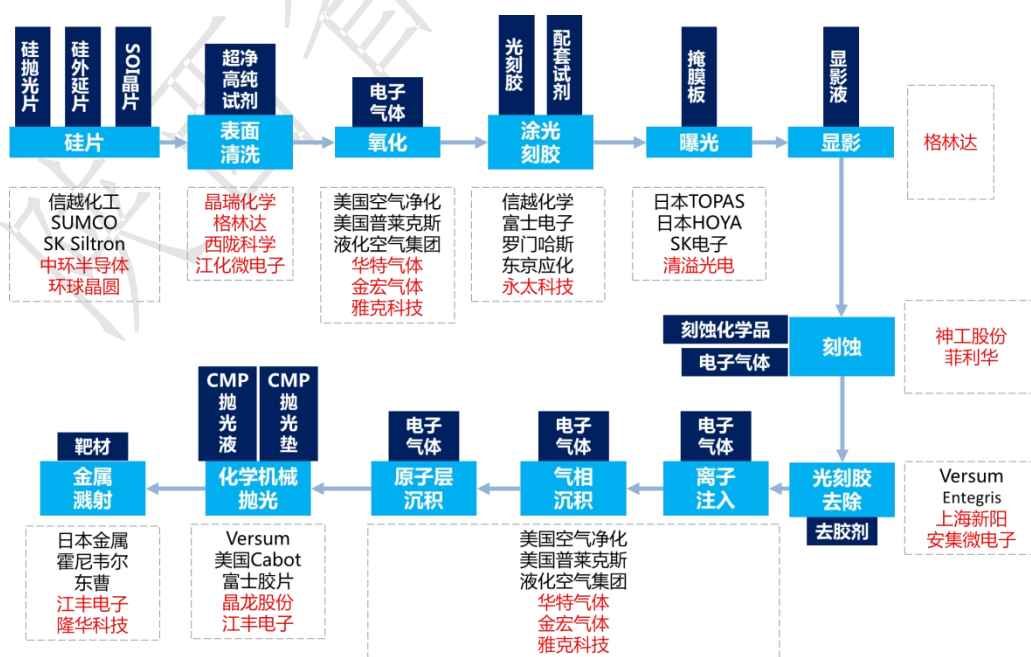 硅抛光片
硅外延片
SOI晶片
硅片
超净
高纯
试剂
表面
清洗
电子
气体
氧化
光刻胶
配套试剂
涂光
刻胶
掩膜板
曝光
显影液
显影
格林达
信越化工
SUMCO
SK Siltron
中环半导体
环球晶圆
晶瑞化学
格林达
西陇科学
江化微电子
美国空气净化
美国普莱克斯
液化空气集团
华特气体
金宏气体
雅克科技
信越化学
富士电子
罗门哈斯
东京应化
永太科技
日本TOPAS
日本HOYA
SK电子
清溢光电
刻蚀化学品
电子气体
刻蚀
神工股份
菲利华
靶材
金属
溅射
CMP
抛光液
CMP
抛光垫
化学机械
抛光
电子
气体
原子层
沉积
电子
气体
气相
沉积
电子
气体
离子
注入
光刻胶
去除
去胶剂
Versum
Entegris
上海新阳
安集微电子
日本金属
霍尼韦尔
东曹
江丰电子
隆华科技
Versum
美国Cabot
富士胶片
晶龙股份
江丰电子
美国空气净化
美国普莱克斯
液化空气集团
华特气体
金宏气体
雅克科技